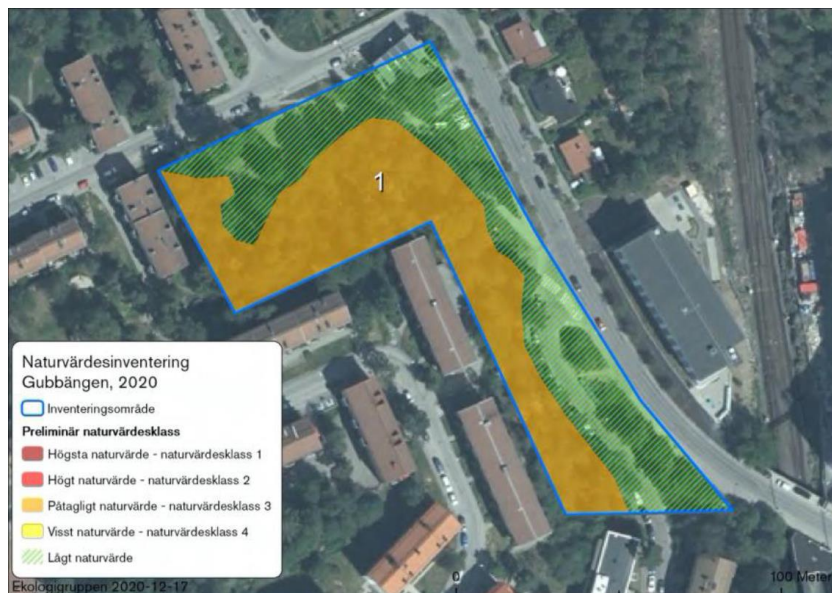 1
Naturvärdesinventering
Gubbängen, 2020
Inventeringsområde
Preliminär naturvärdesklass
Högsta naturvärde - naturvärdesklass 1
Högt naturvärde - naturvärdesklass 2
Påtagligt naturvärde - naturvärdesklass 3
Visst naturvärde - naturvärdesklass 4
Lågt naturvärde
Ekologigruppen 2020-12-17
0 100 Meter